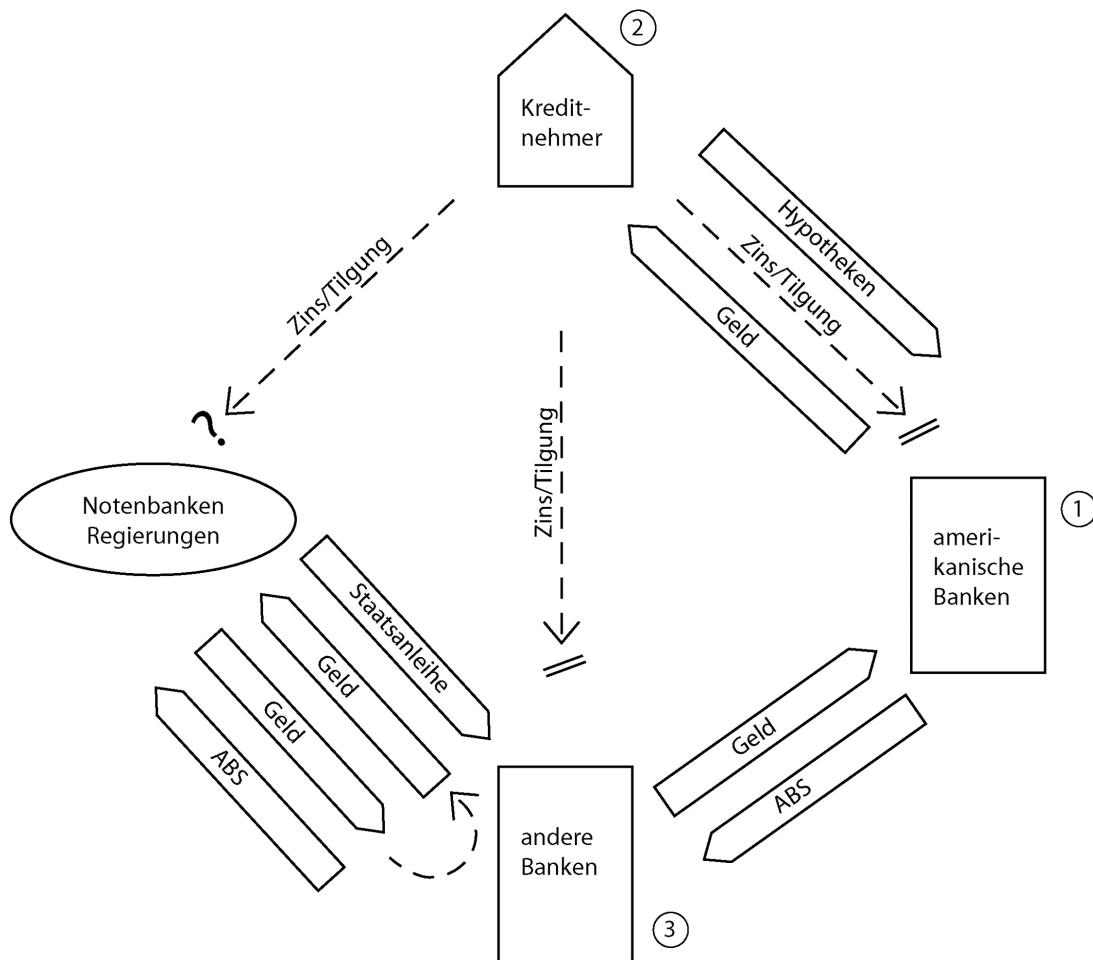 2
Kredit-
nehmer
Hypotheken
Zins/Tilgung
Geld
Zins/Tilgung
Zins/Tilgung
?
Notenbanken
Regierungen
1
ameri-
kanische
Banken
Staatsanleihe
Geld
Geld
ABS
Geld
ABS
andere
Banken
3